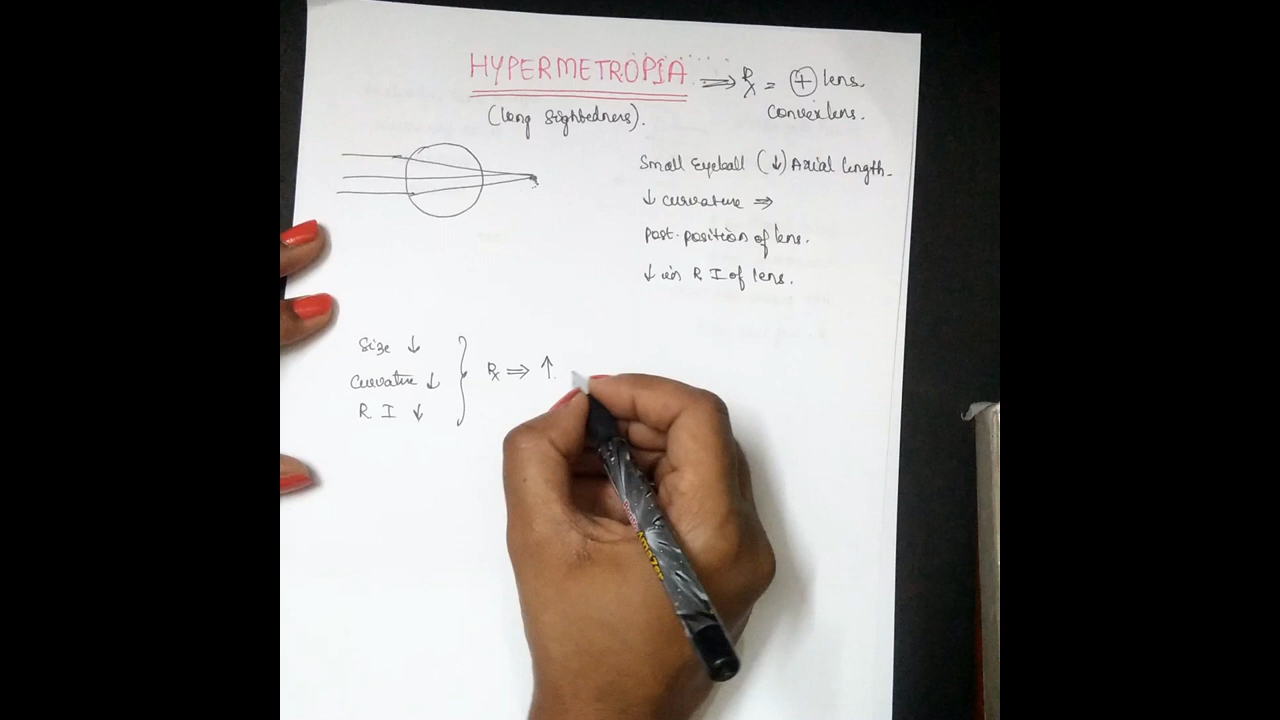 HYPERMETROPIA ⇒ Rx = + lens.
(long sightedness). convex lens.
Small Eyeball (↓) Axial length.
↓ curvature ⇒
post. position of lens.
↓ in R I of lens.
Size ↓
Curvature ↓
R I ↓
Rx ⇒ ↑